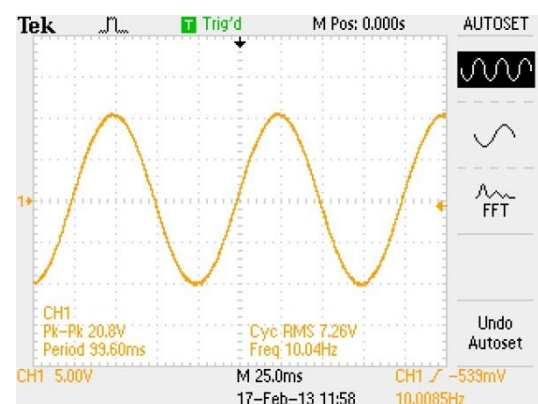 Tek Trig'd M Pos: 0.000s AUTOSET
1
FFT
CH1
Pk-Pk 20.8V Cyc RMS 7.26V
Period 99.60ms Freq 10.04Hz
Undo
Autoset
CH1 5.00V M 25.0ms CH1 -539mV
17-Feb-13 11:58 10.0085Hz